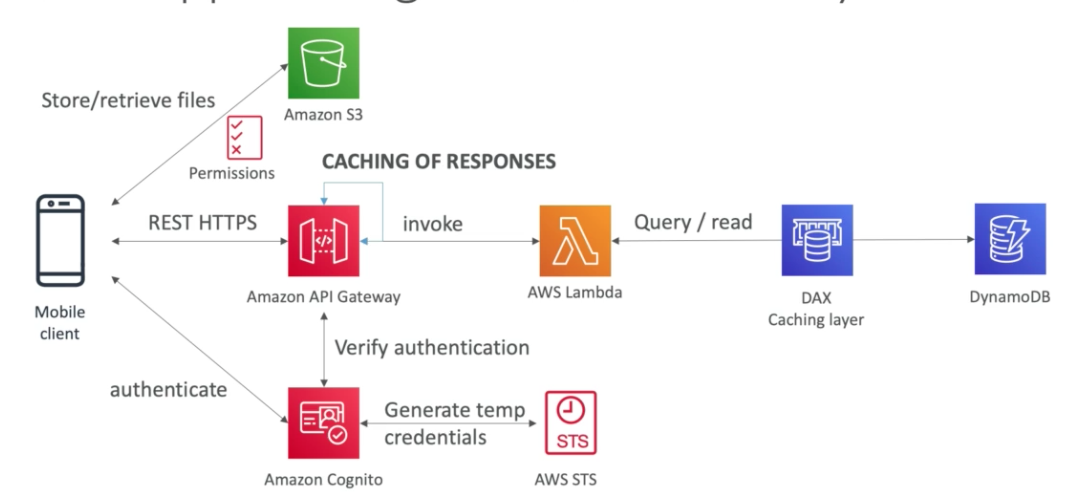 Store/retrieve files
Amazon S3
Permissions
CACHING OF RESPONSES
REST HTTPS
invoke
Query / read
Amazon API Gateway
AWS Lambda
DAX
Caching layer
DynamoDB
Mobile
client
Verify authentication
authenticate
Generate temp
credentials
STS
Amazon Cognito
AWS STS